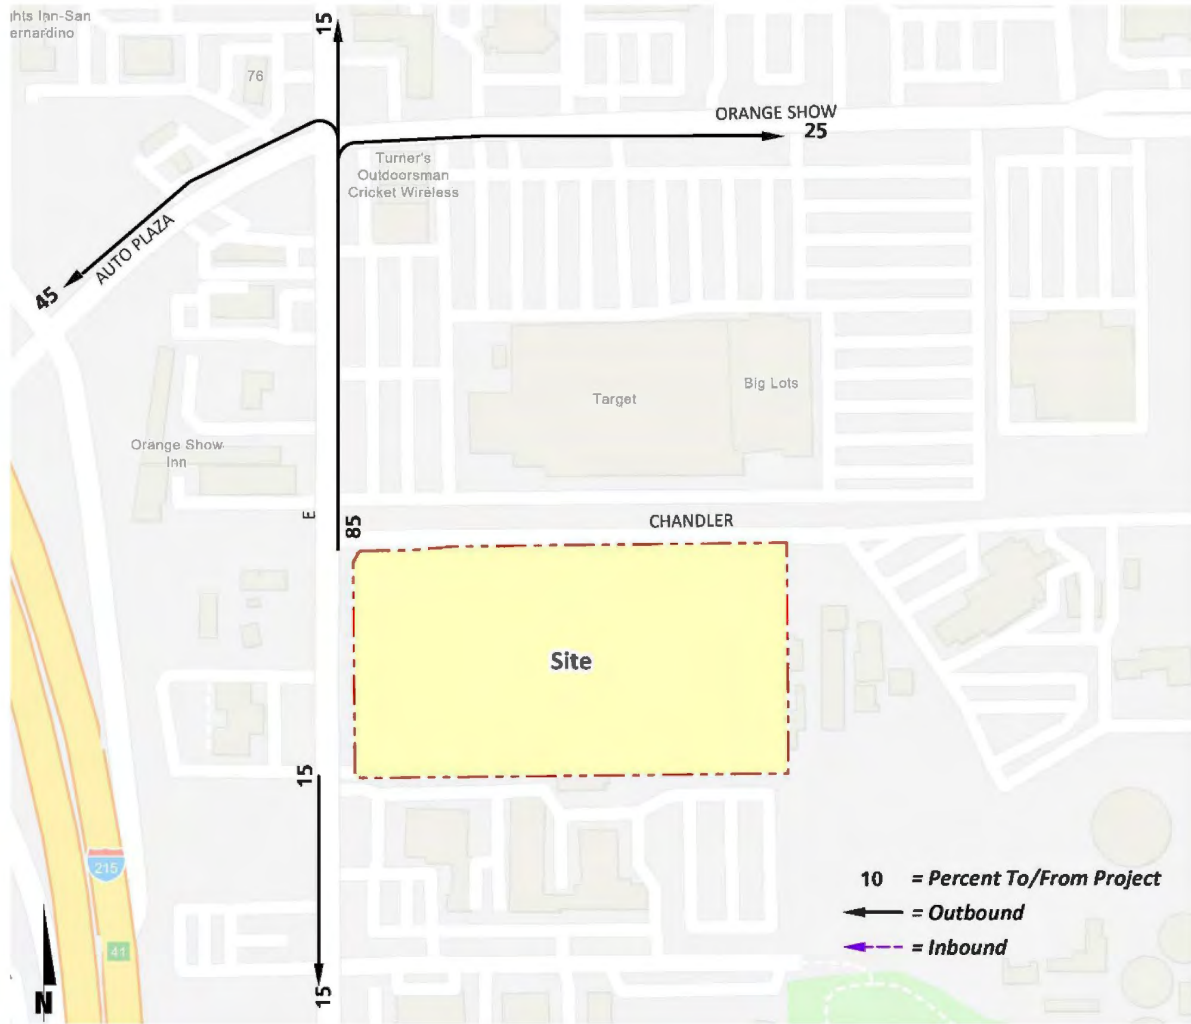 hts Inn-San
ernardino
15
76
ORANGE SHOW
25
Turner's
Outdoorsman
Cricket Wireless
AUTO PLAZA
45
Target
Big Lots
Orange Show
Inn
E
85
CHANDLER
Site
15
215
41
10 = Percent To/From Project
= Outbound
= Inbound
15
N